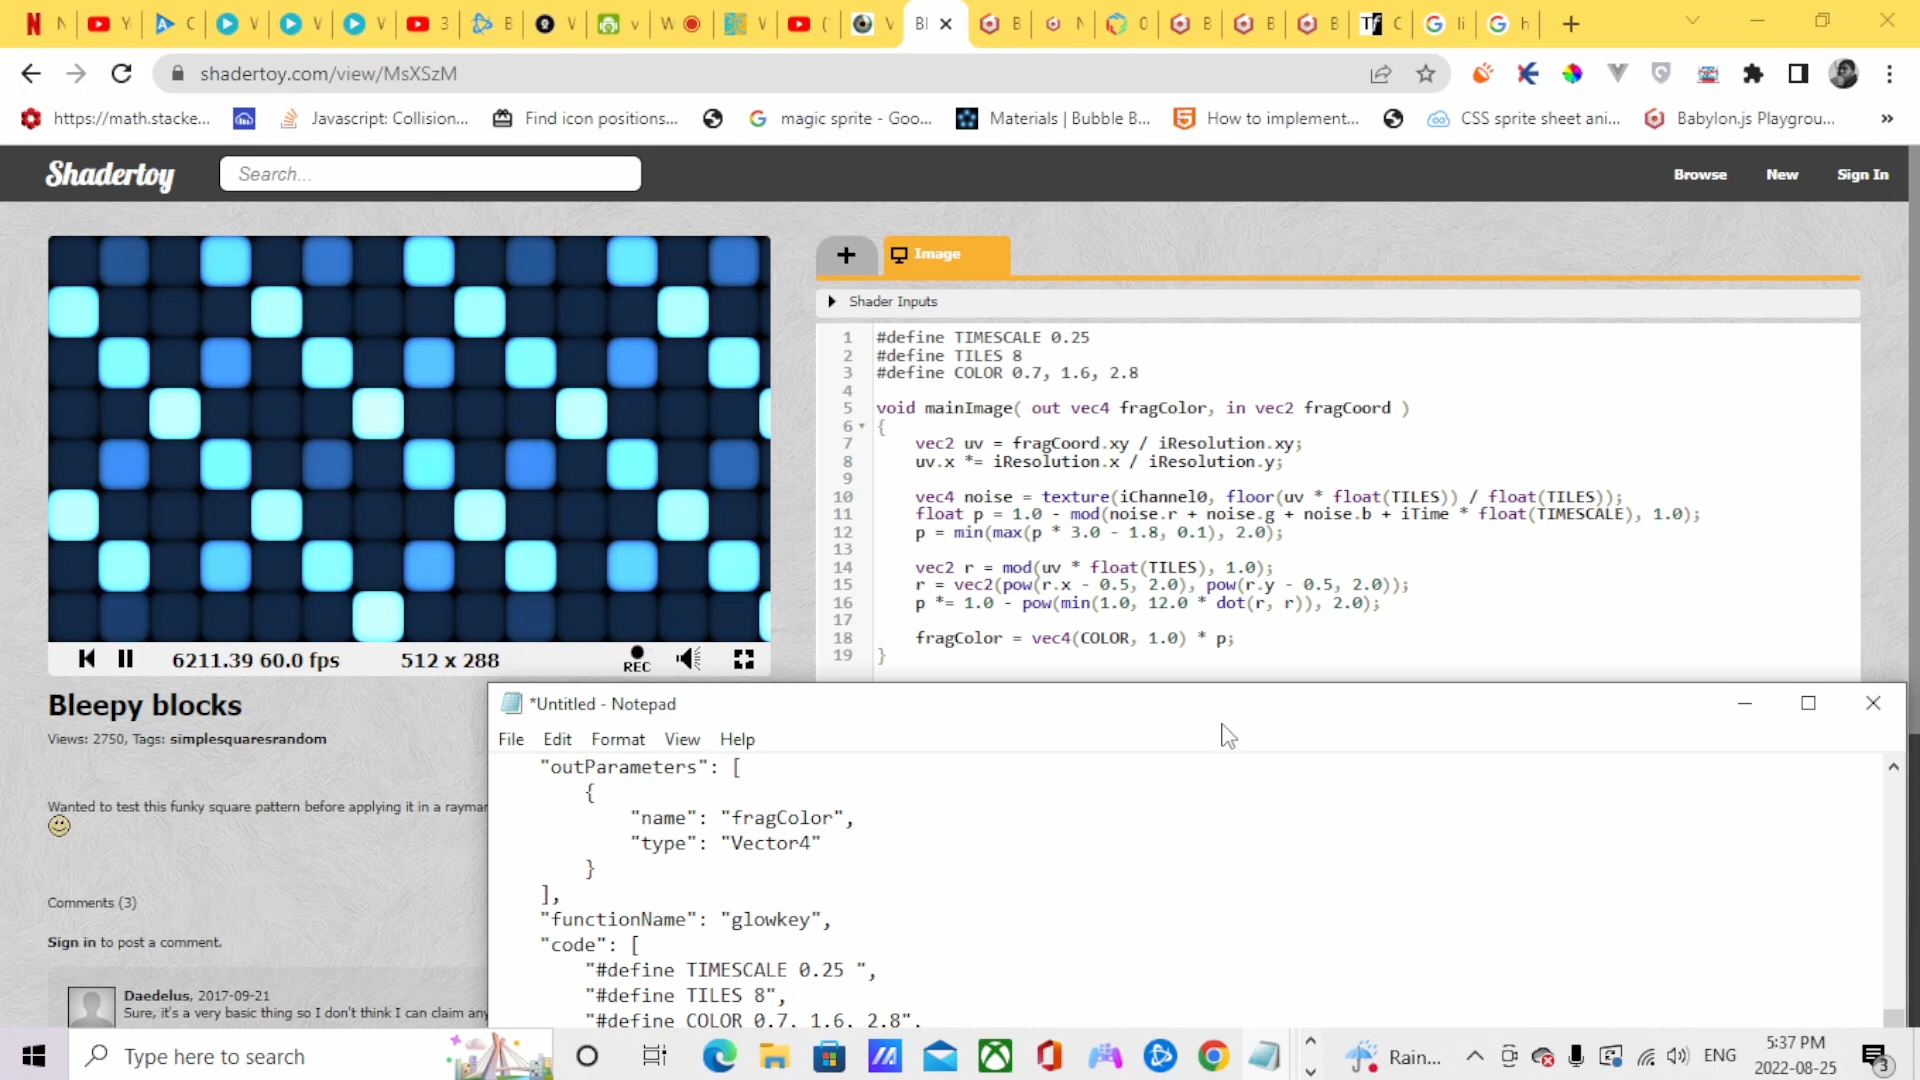 shadertoy.com/view/MsXSzM
https://math.stacke...
Javascript: Collision...
Find icon positions...
magic sprite - Goo...
Materials | Bubble B...
How to implement...
CSS sprite sheet ani...
Babylon.js Playgrou...
»
Shadertoy
Search...
Browse
New
Sign In
+
Image
Shader Inputs
1 #define TIMESCALE 0.25
2 #define TILES 8
3 #define COLOR 0.7, 1.6, 2.8
4
5 void mainImage( out vec4 fragColor, in vec2 fragCoord )
6 {
7 vec2 uv = fragCoord.xy / iResolution.xy;
8 uv.x *= iResolution.x / iResolution.y;
9
10 vec4 noise = texture(iChannel0, floor(uv * float(TILES)) / float(TILES));
11 float p = 1.0 - mod(noise.r + noise.g + noise.b + iTime * float(TIMESCALE), 1.0);
12 p = min(max(p * 3.0 - 1.8, 0.1), 2.0);
13
14 vec2 r = mod(uv * float(TILES), 1.0);
15 r = vec2(pow(r.x - 0.5, 2.0), pow(r.y - 0.5, 2.0));
16 p *= 1.0 - pow(min(1.0, 12.0 * dot(r, r)), 2.0);
17
18 fragColor = vec4(COLOR, 1.0) * p;
19 }
6211.39 60.0 fps
512 x 288
REC
Bleepy blocks
Views: 2750, Tags: simplesquaresrandom
Wanted to test this funky square pattern before applying it in a raymar
Comments (3)
Sign in to post a comment.
Daedelus, 2017-09-21
Sure, it's a very basic thing so I don't think I can claim any
*Untitled - Notepad
File Edit Format View Help
"outParameters": [
{
"name": "fragColor",
"type": "Vector4"
}
],
"functionName": "glowkey",
"code": [
"#define TIMESCALE 0.25 ",
"#define TILES 8",
"#define COLOR 0.7, 1.6, 2.8",
Type here to search
Rain...
ENG
5:37 PM
2022-08-25
3